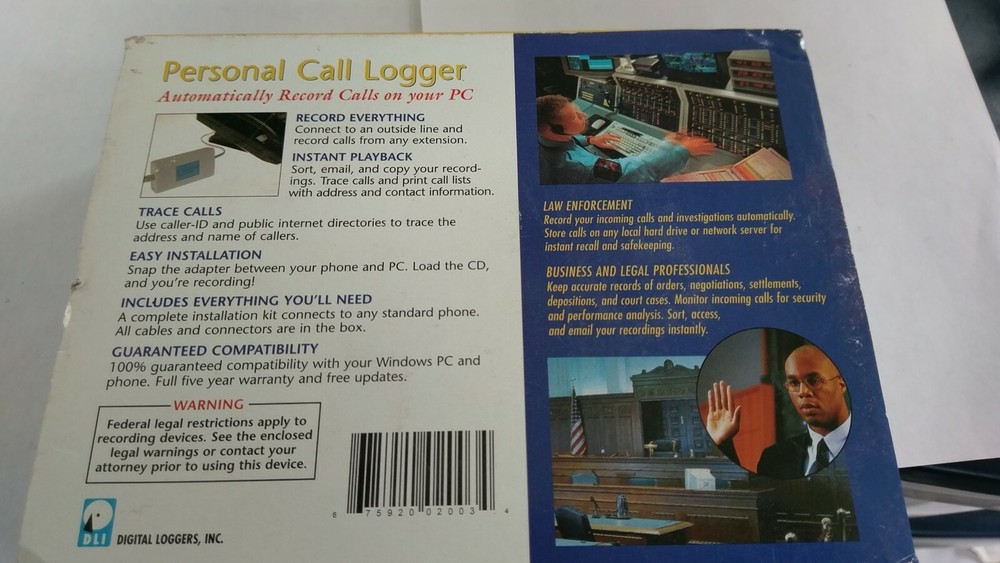 Personal Call Logger
Automatically Record Calls on your PC
RECORD EVERYTHING
Connect to an outside line and
record calls from any extension.
INSTANT PLAYBACK
Sort, email, and copy your record-
ings. Trace calls and print call lists
with address and contact information.
TRACE CALLS
Use caller-ID and public internet directories to trace the
address and name of callers.
EASY INSTALLATION
Snap the adapter between your phone and PC. Load the CD,
and you're recording!
INCLUDES EVERYTHING YOU'LL NEED
A complete installation kit connects to any standard phone.
All cables and connectors are in the box.
GUARANTEED COMPATIBILITY
100% guaranteed compatibility with your Windows PC and
phone. Full five year warranty and free updates.
WARNING
Federal legal restrictions apply to
recording devices. See the enclosed
legal warnings or contact your
attorney prior to using this device.
6 75920 02003 4
DLI
DIGITAL LOGGERS, INC.
LAW ENFORCEMENT
Record your incoming calls and investigations automatically.
Store calls on any local hard drive or network server for
instant recall and safekeeping.
BUSINESS AND LEGAL PROFESSIONALS
Keep accurate records of orders, negotiations, settlements,
depositions, and court cases. Monitor incoming calls for security
and performance analysis. Sort, access,
and email your recordings instantly.